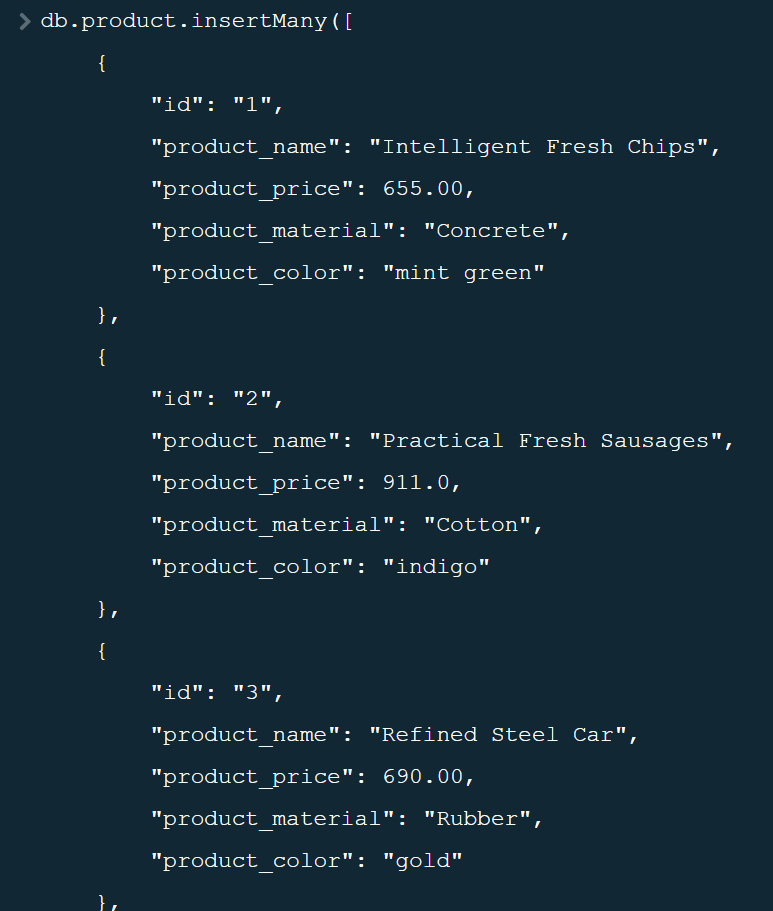 db.product.insertMany([
{
"id": "1",
"product_name": "Intelligent Fresh Chips",
"product_price": 655.00,
"product_material": "Concrete",
"product_color": "mint green"
},
{
"id": "2",
"product_name": "Practical Fresh Sausages",
"product_price": 911.0,
"product_material": "Cotton",
"product_color": "indigo"
},
{
"id": "3",
"product_name": "Refined Steel Car",
"product_price": 690.00,
"product_material": "Rubber",
"product_color": "gold"
},